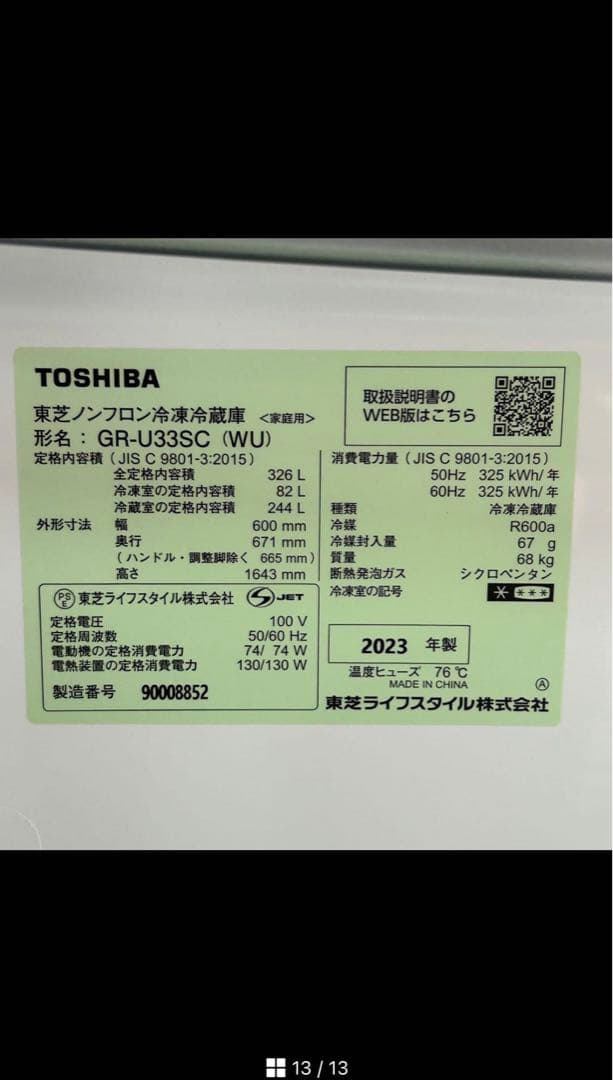 TOSHIBA
東芝ノンフロン冷凍冷蔵庫 <家庭用>
形名： GR-U33SC (WU)
取扱説明書の
WEB版はこちら
定格内容積 ( JIS C 9801-3:2015 )
全定格内容積 326 L
冷凍室の定格内容積 82 L
冷蔵室の定格内容積 244 L
外形寸法 幅 600 mm
奥行 671 mm
( ハンドル・調整脚除く 665 mm )
高さ 1643 mm
消費電力量 ( JIS C 9801-3:2015 )
50Hz 325 kWh/ 年
60Hz 325 kWh/ 年
種類 冷凍冷蔵庫
冷媒 R600a
冷媒封入量 67 g
質量 68 kg
断熱発泡ガス シクロペンタン
冷凍室の記号 * ***
PSE 東芝ライフスタイル株式会社 S JET
定格電圧 100 V
定格周波数 50/60 Hz
電動機の定格消費電力 74/ 74 W
電熱装置の定格消費電力 130/130 W
製造番号 90008852
2023 年製
温度ヒューズ 76 ℃
MADE IN CHINA Ⓐ
東芝ライフスタイル株式会社
13 / 13